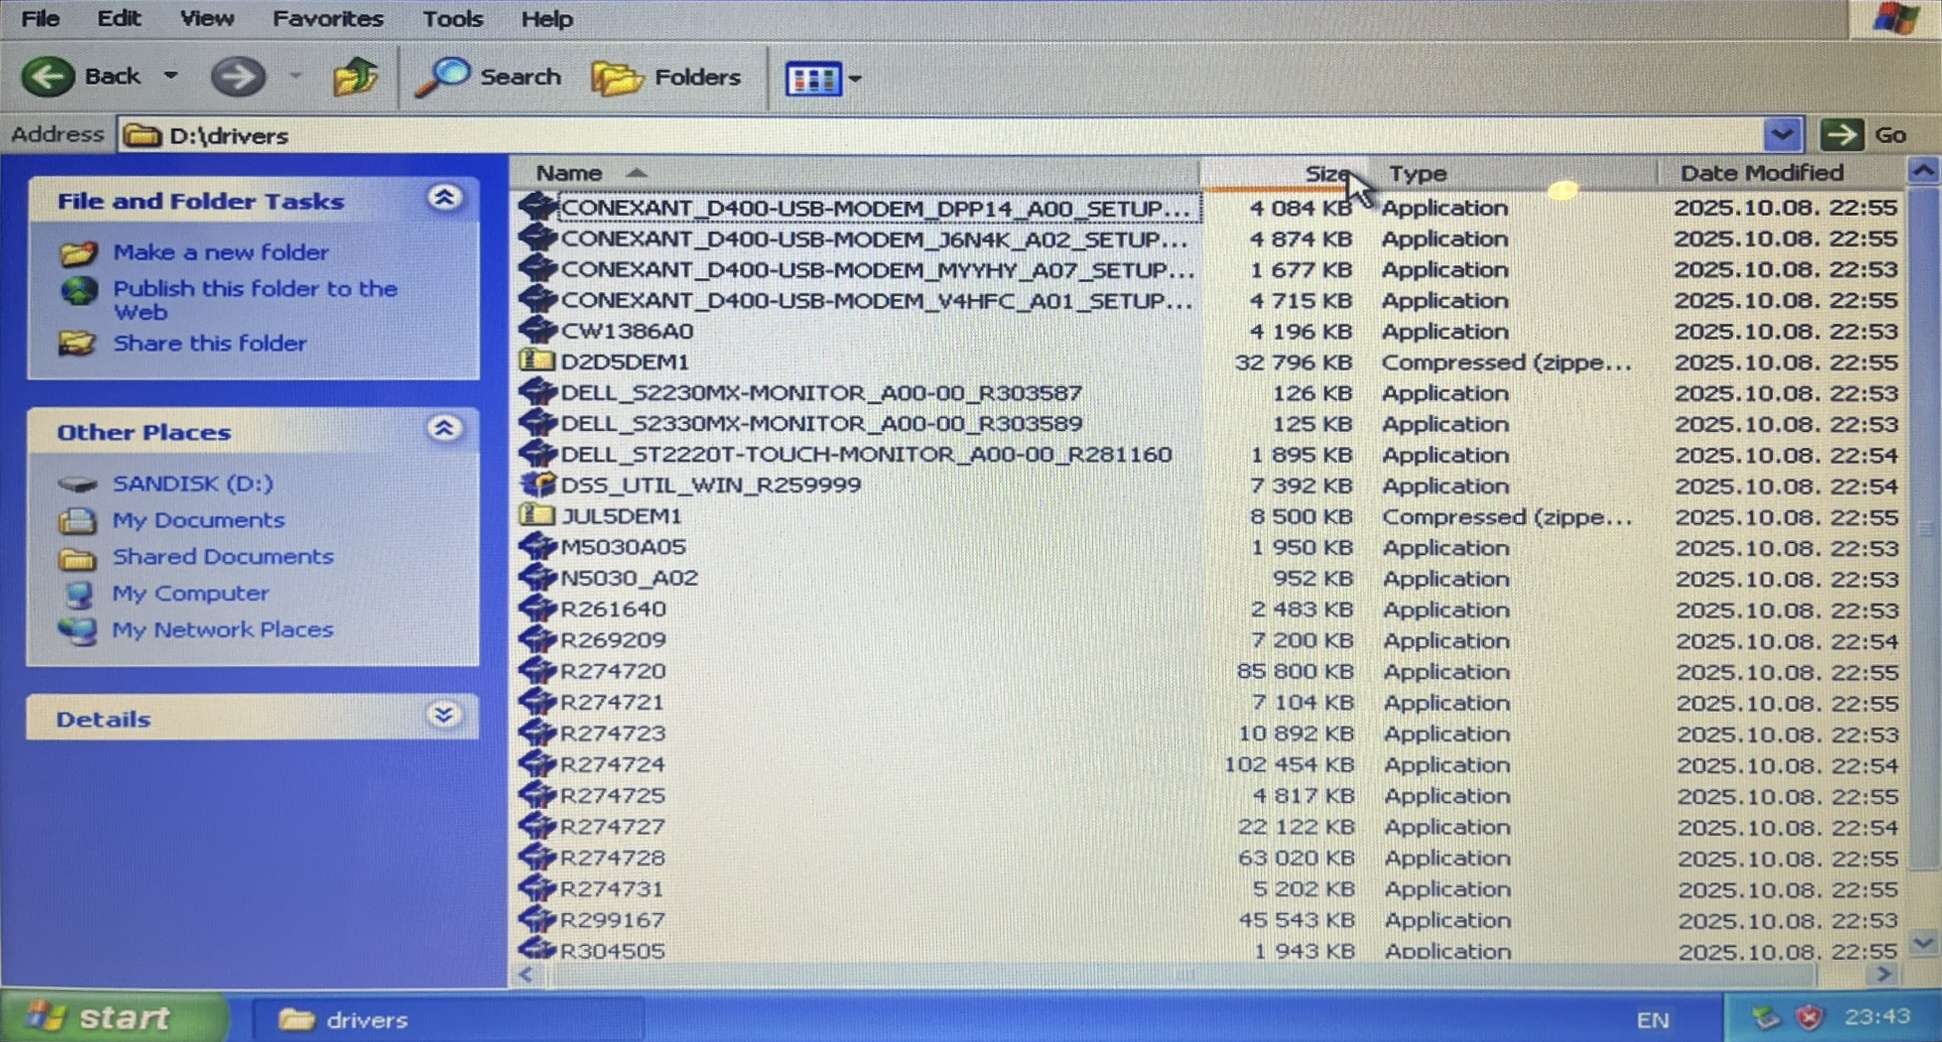 File Edit View Favorites Tools Help
Back Search Folders
Address D:\drivers Go
File and Folder Tasks
Make a new folder
Publish this folder to the
Web
Share this folder
Other Places
SANDISK (D:)
My Documents
Shared Documents
My Computer
My Network Places
Details
Name Size Type Date Modified
CONEXANT_D400-USB-MODEM_DPP14_A00_SETUP... 4 084 KB Application 2025.10.08. 22:55
CONEXANT_D400-USB-MODEM_J6N4K_A02_SETUP... 4 874 KB Application 2025.10.08. 22:55
CONEXANT_D400-USB-MODEM_MYYHY_A07_SETUP... 1 677 KB Application 2025.10.08. 22:53
CONEXANT_D400-USB-MODEM_V4HFC_A01_SETUP... 4 715 KB Application 2025.10.08. 22:55
CW1386A0 4 196 KB Application 2025.10.08. 22:53
D2D5DEM1 32 796 KB Compressed (zippe... 2025.10.08. 22:55
DELL_S2230MX-MONITOR_A00-00_R303587 126 KB Application 2025.10.08. 22:53
DELL_S2330MX-MONITOR_A00-00_R303589 125 KB Application 2025.10.08. 22:53
DELL_ST2220T-TOUCH-MONITOR_A00-00_R281160 1 895 KB Application 2025.10.08. 22:54
DSS_UTIL_WIN_R259999 7 392 KB Application 2025.10.08. 22:54
JUL5DEM1 8 500 KB Compressed (zippe... 2025.10.08. 22:55
M5030A05 1 950 KB Application 2025.10.08. 22:53
N5030_A02 952 KB Application 2025.10.08. 22:53
R261640 2 483 KB Application 2025.10.08. 22:53
R269209 7 200 KB Application 2025.10.08. 22:54
R274720 85 800 KB Application 2025.10.08. 22:55
R274721 7 104 KB Application 2025.10.08. 22:55
R274723 10 892 KB Application 2025.10.08. 22:53
R274724 102 454 KB Application 2025.10.08. 22:54
R274725 4 817 KB Application 2025.10.08. 22:55
R274727 22 122 KB Application 2025.10.08. 22:54
R274728 63 020 KB Application 2025.10.08. 22:55
R274731 5 202 KB Application 2025.10.08. 22:55
R299167 45 543 KB Application 2025.10.08. 22:53
R304505 1 943 KB Application 2025.10.08. 22:55
start drivers EN 23:43